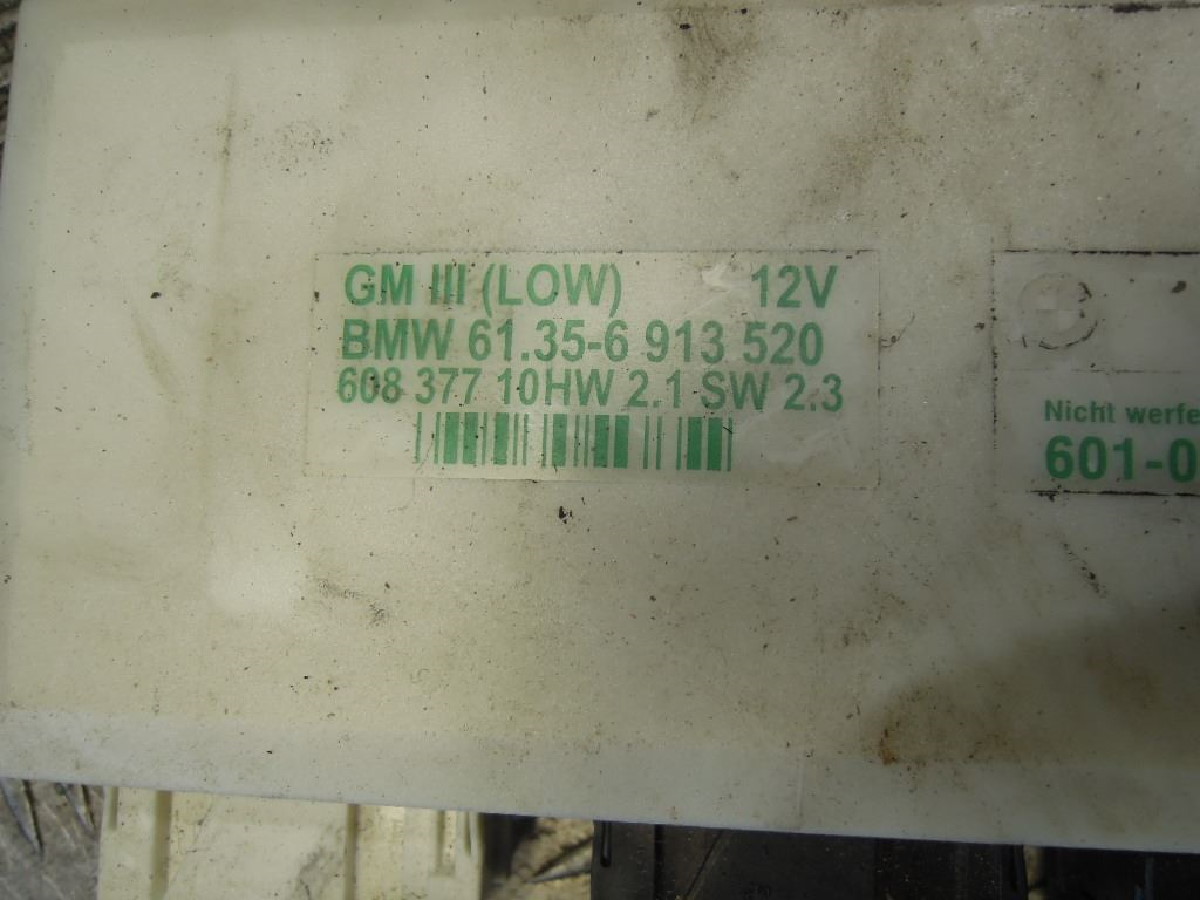 GM III (LOW) 12V
BMW 61.35-6 913 520
608 377 10HW 2.1 SW 2.3
Nicht werfe
601-0